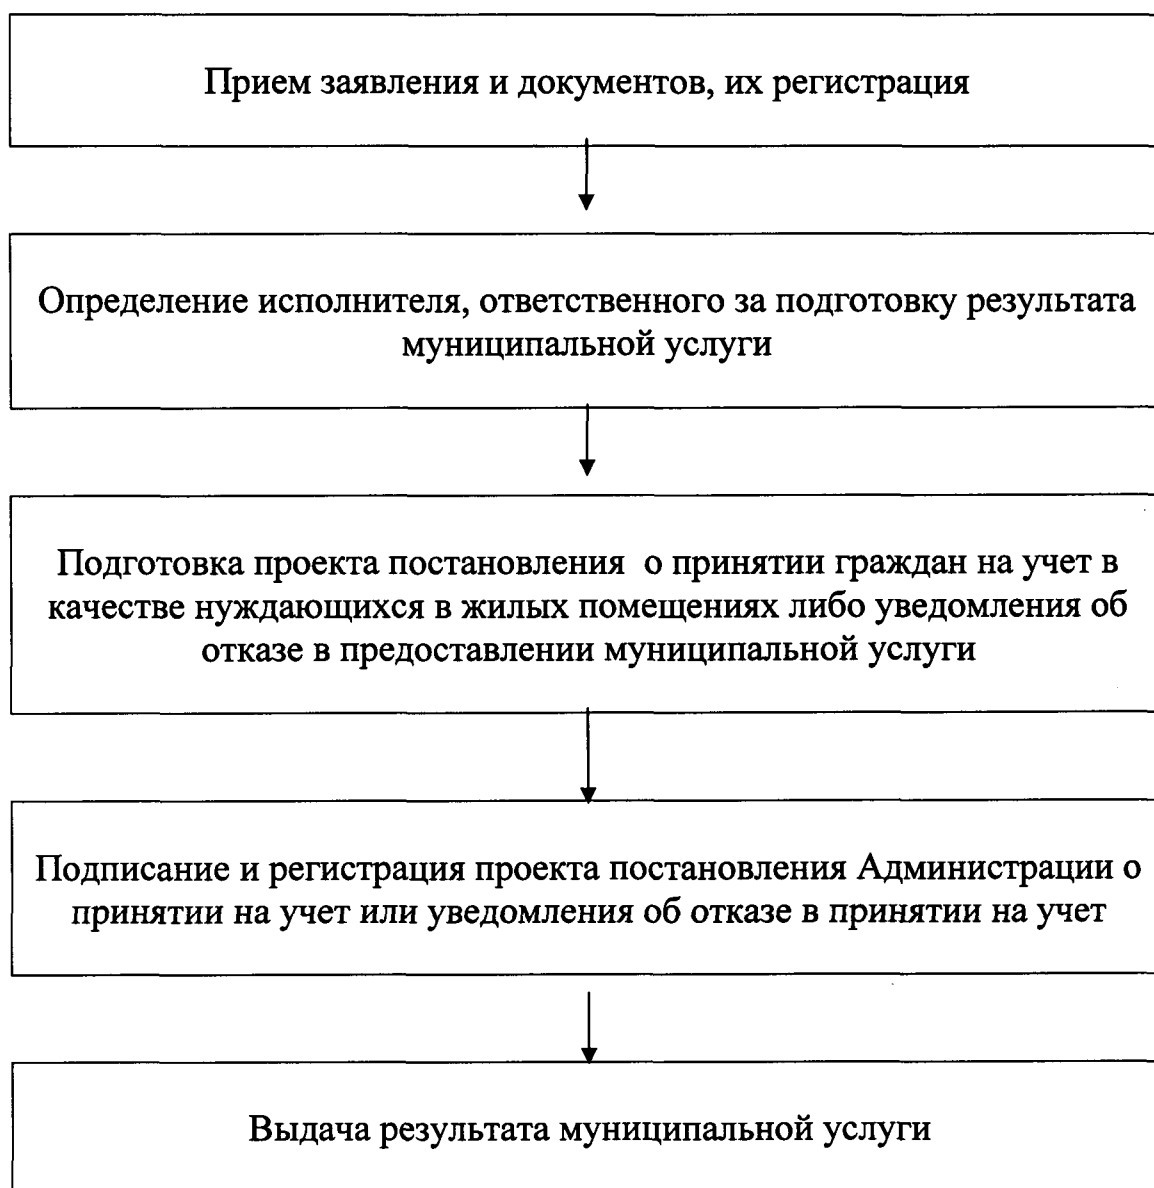 Прием заявления и документов, их регистрация
Определение исполнителя, ответственного за подготовку результата
муниципальной услуги
Подготовка проекта постановления  о принятии граждан на учет в
качестве нуждающихся в жилых помещениях либо уведомления об
отказе в предоставлении муниципальной услуги
Подписание и регистрация проекта постановления Администрации о
принятии на учет или уведомления об отказе в принятии на учет
Выдача результата муниципальной услуги